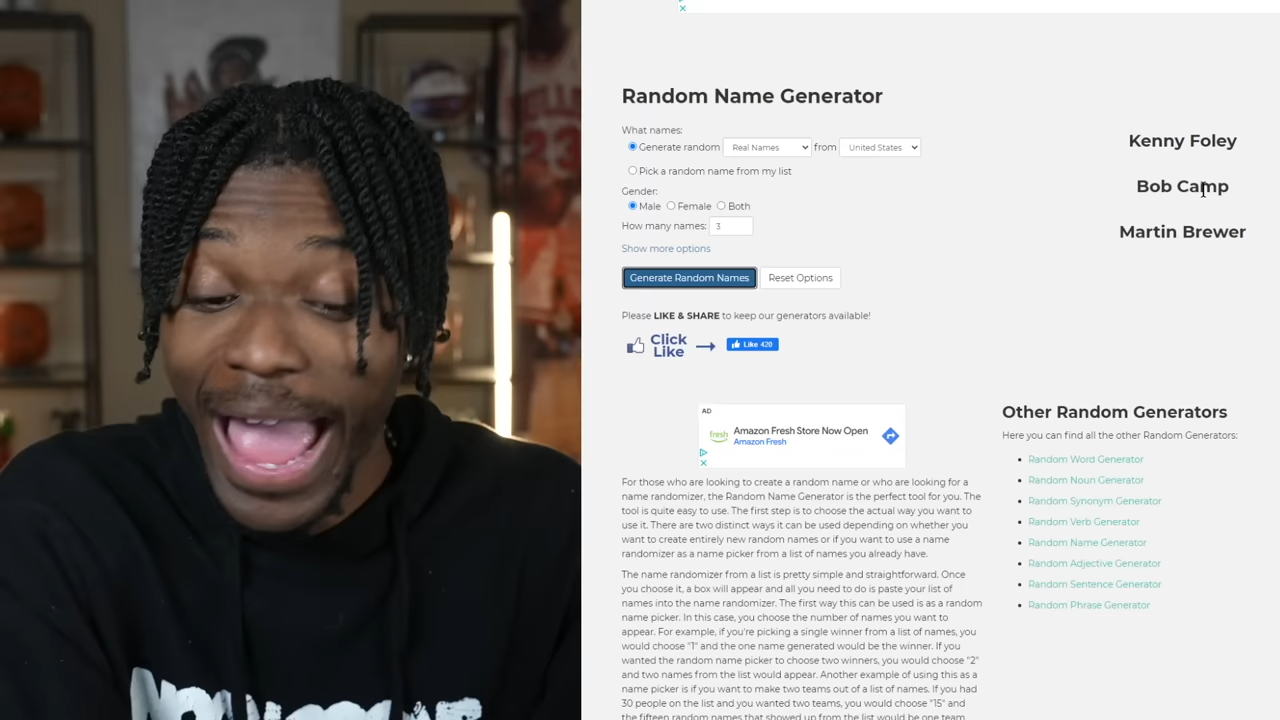 Random Name Generator
What names:
Generate random Real Names from United States
Pick a random name from my list
Gender:
Male Female Both
How many names: 3
Show more options
Generate Random Names Reset Options
Please LIKE & SHARE to keep our generators available!
Click
Like
Like 420
Kenny Foley
Bob Camp
Martin Brewer
AD
fresh
Amazon Fresh Store Now Open
Amazon Fresh
For those who are looking to create a random name or who are looking for a
name randomizer, the Random Name Generator is the perfect tool for you. The
tool is quite easy to use. The first step is to choose the actual way you want to
use it. There are two distinct ways it can be used depending on whether you
want to create entirely new random names or if you want to use a name
randomizer as a name picker from a list of names you already have.
The name randomizer from a list is pretty simple and straightforward. Once
you choose it, a box will appear and all you need to do is paste your list of
names into the name randomizer. The first way this can be used is as a random
name picker. In this case, you choose the number of names you want to
appear. For example, if you're picking a single winner from a list of names, you
would choose "1" and the one name generated would be the winner. If you
wanted the random name picker to choose two winners, you would choose "2"
and two names from the list would appear. Another example of using this as a
name picker is if you want to make two teams out of a list of names. If you had
30 people on the list and you wanted two teams, you would choose "15" and
the fifteen random names that showed up from the list would be one team.
Other Random Generators
Here you can find all the other Random Generators:
Random Word Generator
Random Noun Generator
Random Synonym Generator
Random Verb Generator
Random Name Generator
Random Adjective Generator
Random Sentence Generator
Random Phrase Generator
23